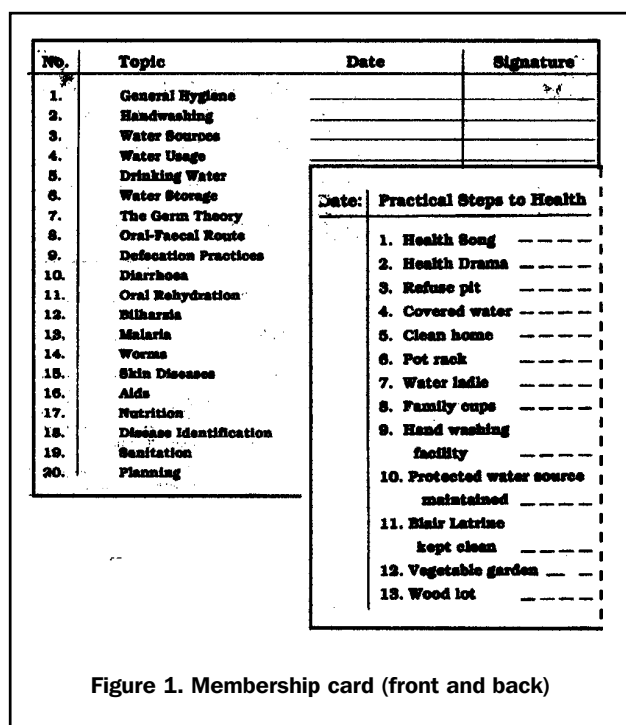 No. Topic Date Signature
1. General Hygiene
2. Handwashing
3. Water Sources
4. Water Usage
5. Drinking Water
6. Water Storage
7. The Germ Theory
8. Oral-Faecal Route
9. Defecation Practices
10. Diarrhoea
11. Oral Rehydration
12. Bilharzia
13. Malaria
14. Worms
15. Skin Diseases
16. Aids
17. Nutrition
18. Disease Identification
19. Sanitation
20. Planning
Date: Practical Steps to Health
1. Health Song
2. Health Drama
3. Refuse pit
4. Covered water
5. Clean home
6. Pot rack
7. Water ladle
8. Family cups
9. Hand washing
facility
10. Protected water source
maintained
11. Blair Latrine
kept clean
12. Vegetable garden
13. Wood lot
Figure 1. Membership card (front and back)